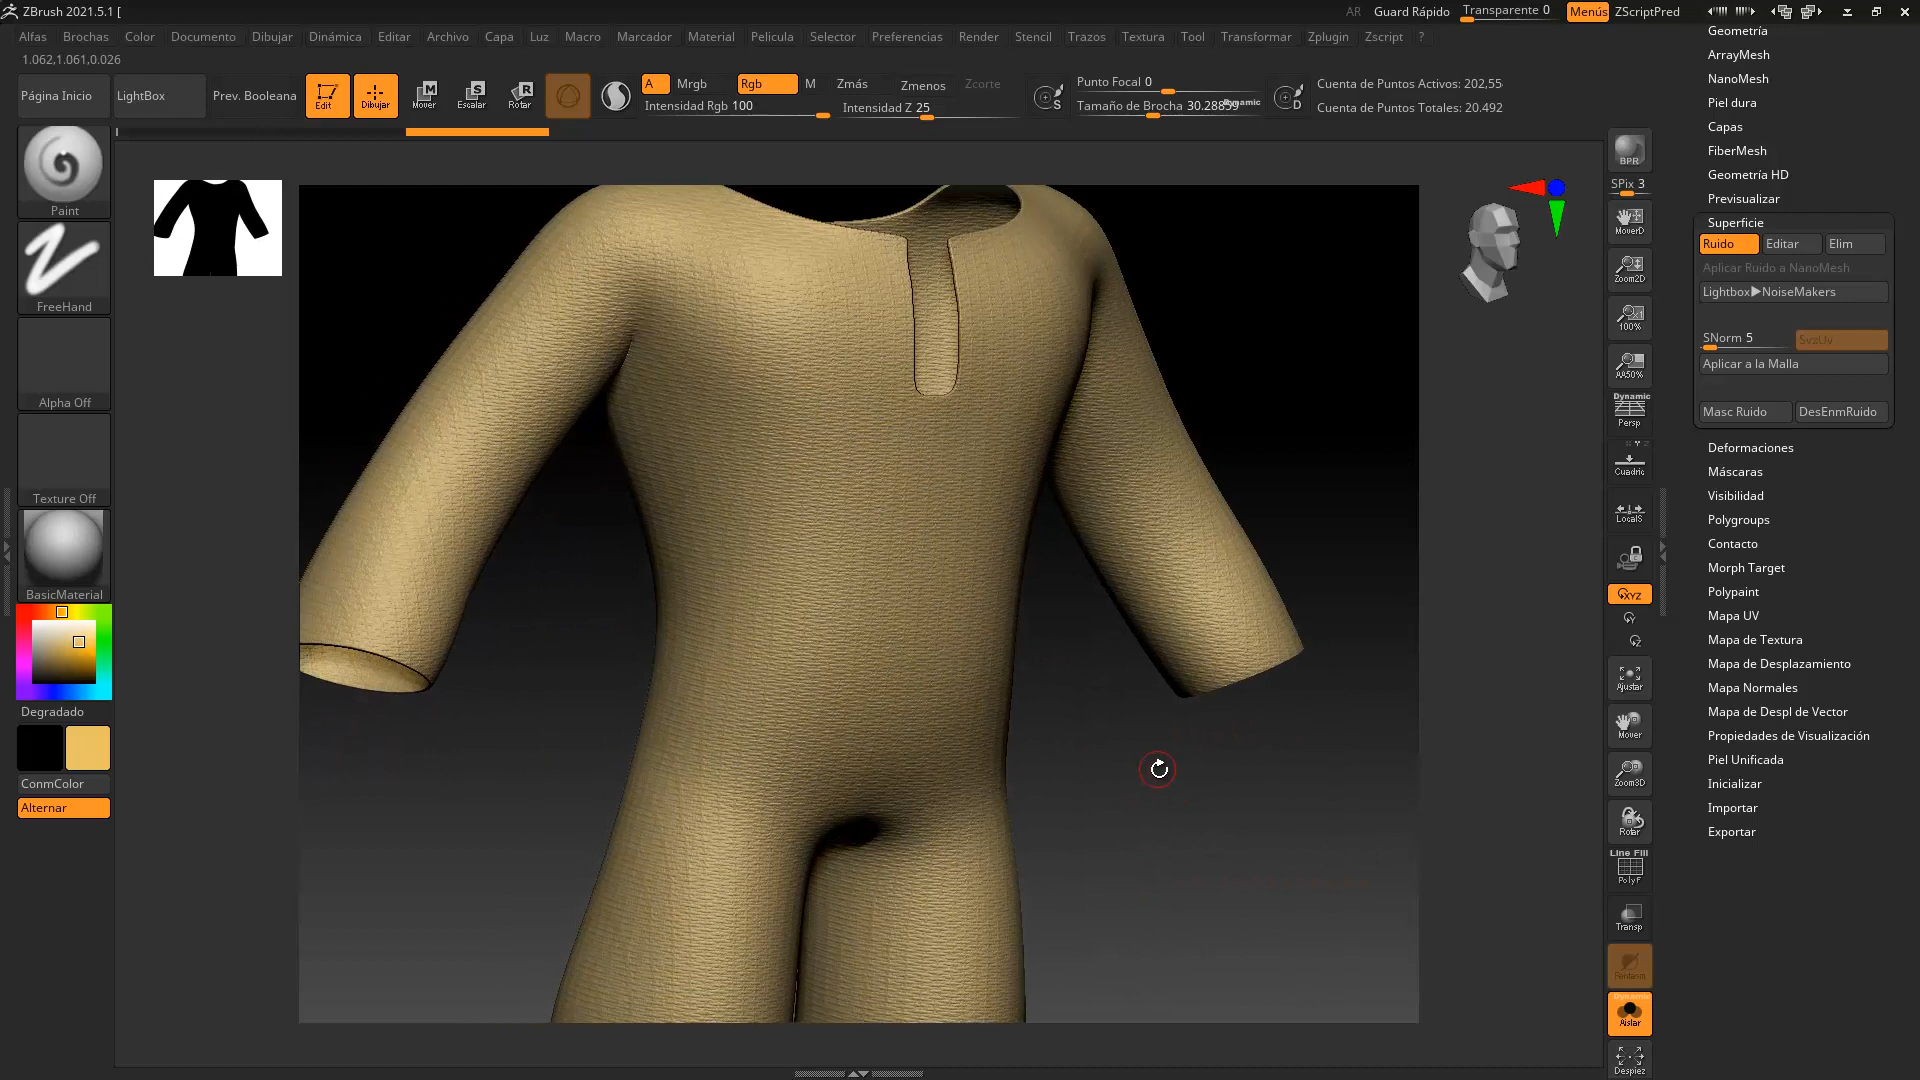 ZBrush 2021.5.1 [
AR Guard Rápido Transparente 0 Menús ZScriptPred
Alfas Brochas Color Documento Dibujar Dinámica Editar Archivo Capa Luz Macro Marcador Material Pelicula Selector Preferencias Render Stencil Trazos Textura Tool Transformar Zplugin Zscript ?
1.062,1.061,0.026
Página Inicio LightBox Prev. Booleana Edit Dibujar Mover Escalar Rotar
A Mrgb Rgb M Zmás Zmenos Zcorte
Intensidad Rgb 100 Intensidad Z 25
S Punto Focal 0
Tamaño de Brocha 30.28859 Dynamic
D Cuenta de Puntos Activos: 202,55
Cuenta de Puntos Totales: 20.492
Paint
FreeHand
Alpha Off
Texture Off
BasicMaterial
Degradado
ConmColor
Alternar
BPR
SPix 3
MoverD
Zoom2D
100%
AA50%
Dynamic
Persp
Cuadric
LocalS
XYZ
Y
Z
Ajustar
Mover
Zoom3D
Rotar
Line Fill
PolyF
Transp
Fantasm
Dynamic
Aislar
Despiez
Geometría
ArrayMesh
NanoMesh
Piel dura
Capas
FiberMesh
Geometría HD
Previsualizar
Superficie
Ruido Editar Elim
Aplicar Ruido a NanoMesh
Lightbox▶NoiseMakers
SNorm 5 SvzUv
Aplicar a la Malla
Masc Ruido DesEnmRuido
Deformaciones
Máscaras
Visibilidad
Polygroups
Contacto
Morph Target
Polypaint
Mapa UV
Mapa de Textura
Mapa de Desplazamiento
Mapa Normales
Mapa de Despl de Vector
Propiedades de Visualización
Piel Unificada
Inicializar
Importar
Exportar